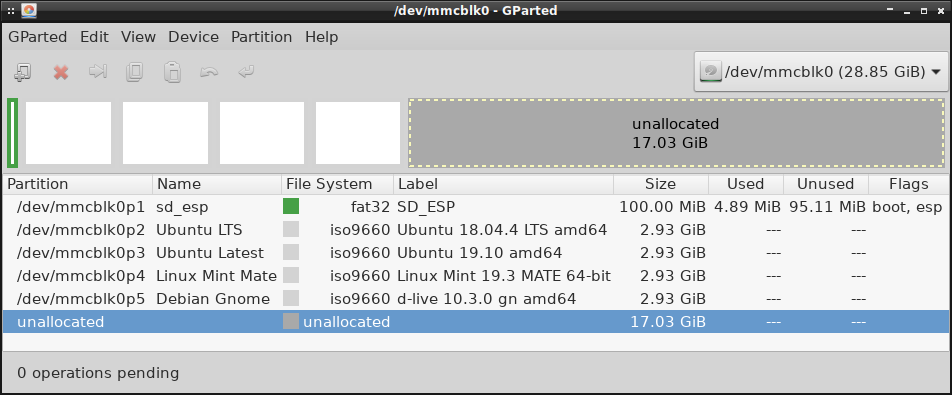 /dev/mmcblk0 - GParted
GParted Edit View Device Partition Help
/dev/mmcblk0 (28.85 GiB)
unallocated
17.03 GiB
Partition Name File System Label Size Used Unused Flags
/dev/mmcblk0p1 sd_esp fat32 SD_ESP 100.00 MiB 4.89 MiB 95.11 MiB boot, esp
/dev/mmcblk0p2 Ubuntu LTS iso9660 Ubuntu 18.04.4 LTS amd64 2.93 GiB --- ---
/dev/mmcblk0p3 Ubuntu Latest iso9660 Ubuntu 19.10 amd64 2.93 GiB --- ---
/dev/mmcblk0p4 Linux Mint Mate iso9660 Linux Mint 19.3 MATE 64-bit 2.93 GiB --- ---
/dev/mmcblk0p5 Debian Gnome iso9660 d-live 10.3.0 gn amd64 2.93 GiB --- ---
unallocated unallocated 17.03 GiB --- ---
0 operations pending